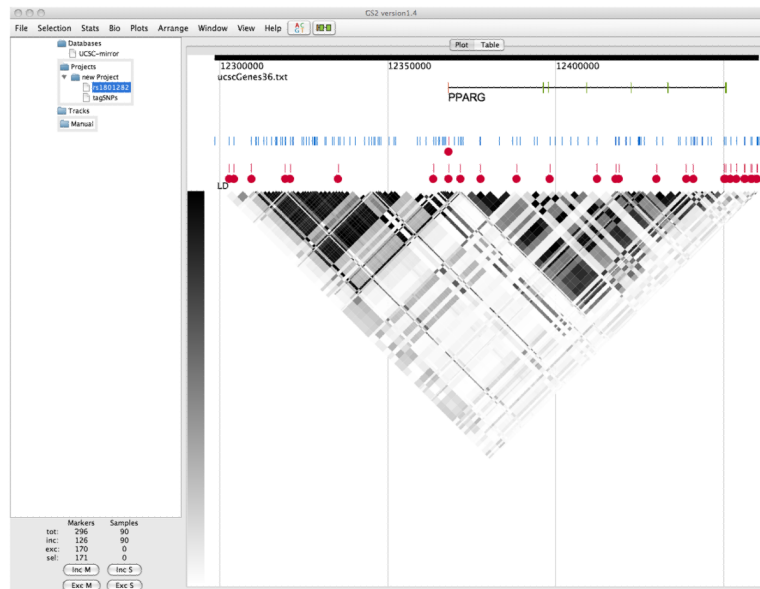 GS2 version1.4
File Selection Stats Bio Plots Arrange Window View Help
Plot Table
Databases
UCSC-mirror
Projects
new Project
rs1801282
tagSNPs
Tracks
Manual
12300000 12350000 12400000
ucscGenes36.txt
PPARG
LD
Markers Samples
tot: 296 90
inc: 126 90
exc: 170 0
sel: 171 0
Inc M Inc S
Exc M Exc S